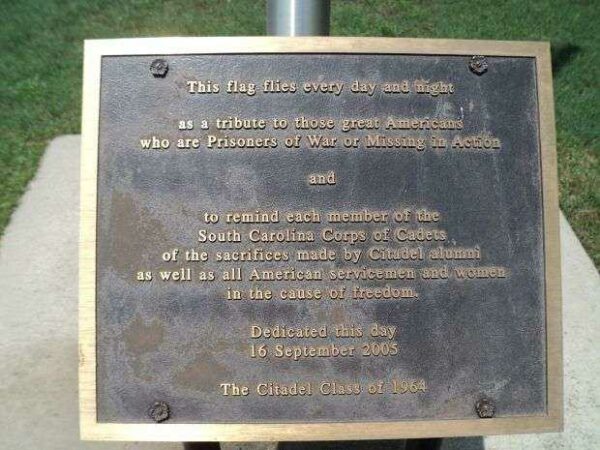 This flag flies every day and night
as a tribute to those great Americans
who are Prisoners of War or Missing in Action
and
to remind each member of the
South Carolina Corps of Cadets
of the sacrifices made by Citadel alumni
as well as all American servicemen and women
in the cause of freedom.
Dedicated this day
16 September 2005
The Citadel Class of 1964